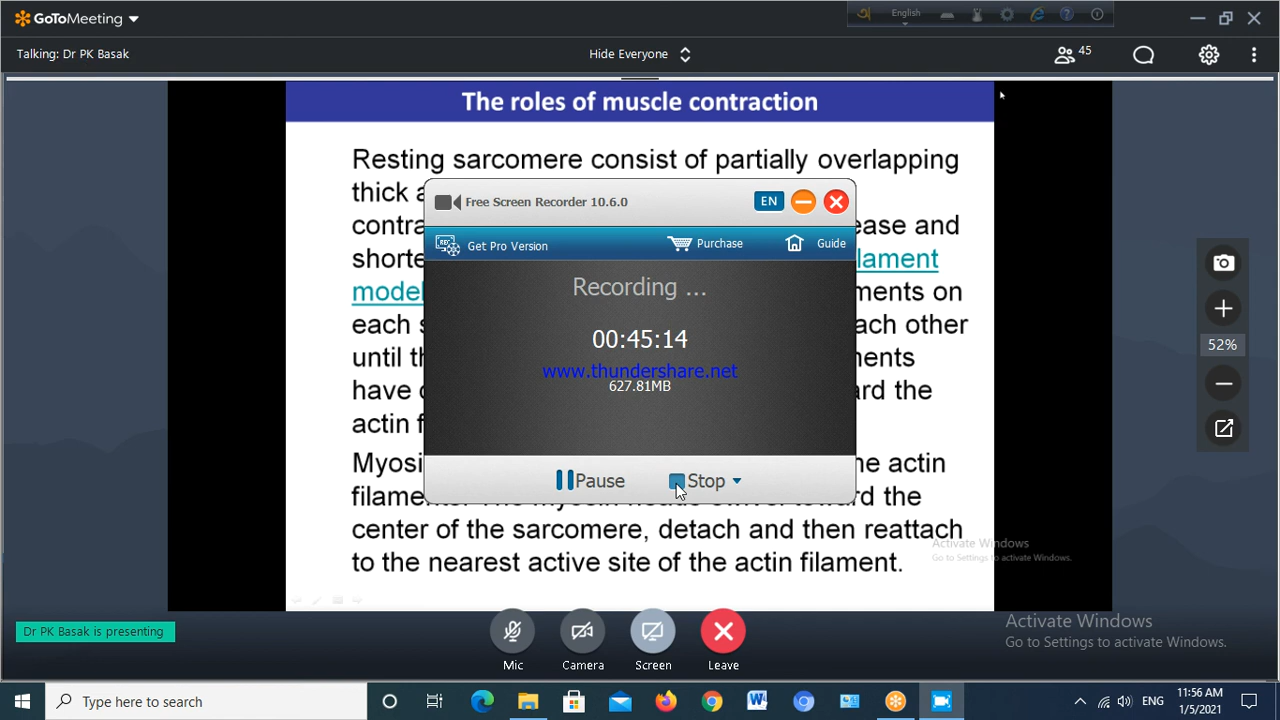 GoToMeeting
English
Talking: Dr PK Basak
Hide Everyone
45
The roles of muscle contraction
Resting sarcomere consist of partially overlapping
thick
contra
ease and
shorte
lament
model
ments on
each
ach other
until th
ments
have
rd the
actin f
Free Screen Recorder 10.6.0
EN
Get Pro Version
Purchase
Guide
Recording ...
00:45:14
www.thundershare.net
627.81MB
Pause
Stop
52%
Myosi
he actin
center of the sarcomere, detach and then reattach
to the nearest active site of the actin filament.
Activate Windows
Go to Settings to activate Windows.
Dr PK Basak is presenting
Mic
Camera
Screen
Leave
Activate Windows
Go to Settings to activate Windows.
Type here to search
ENG
11:56 AM
1/5/2021